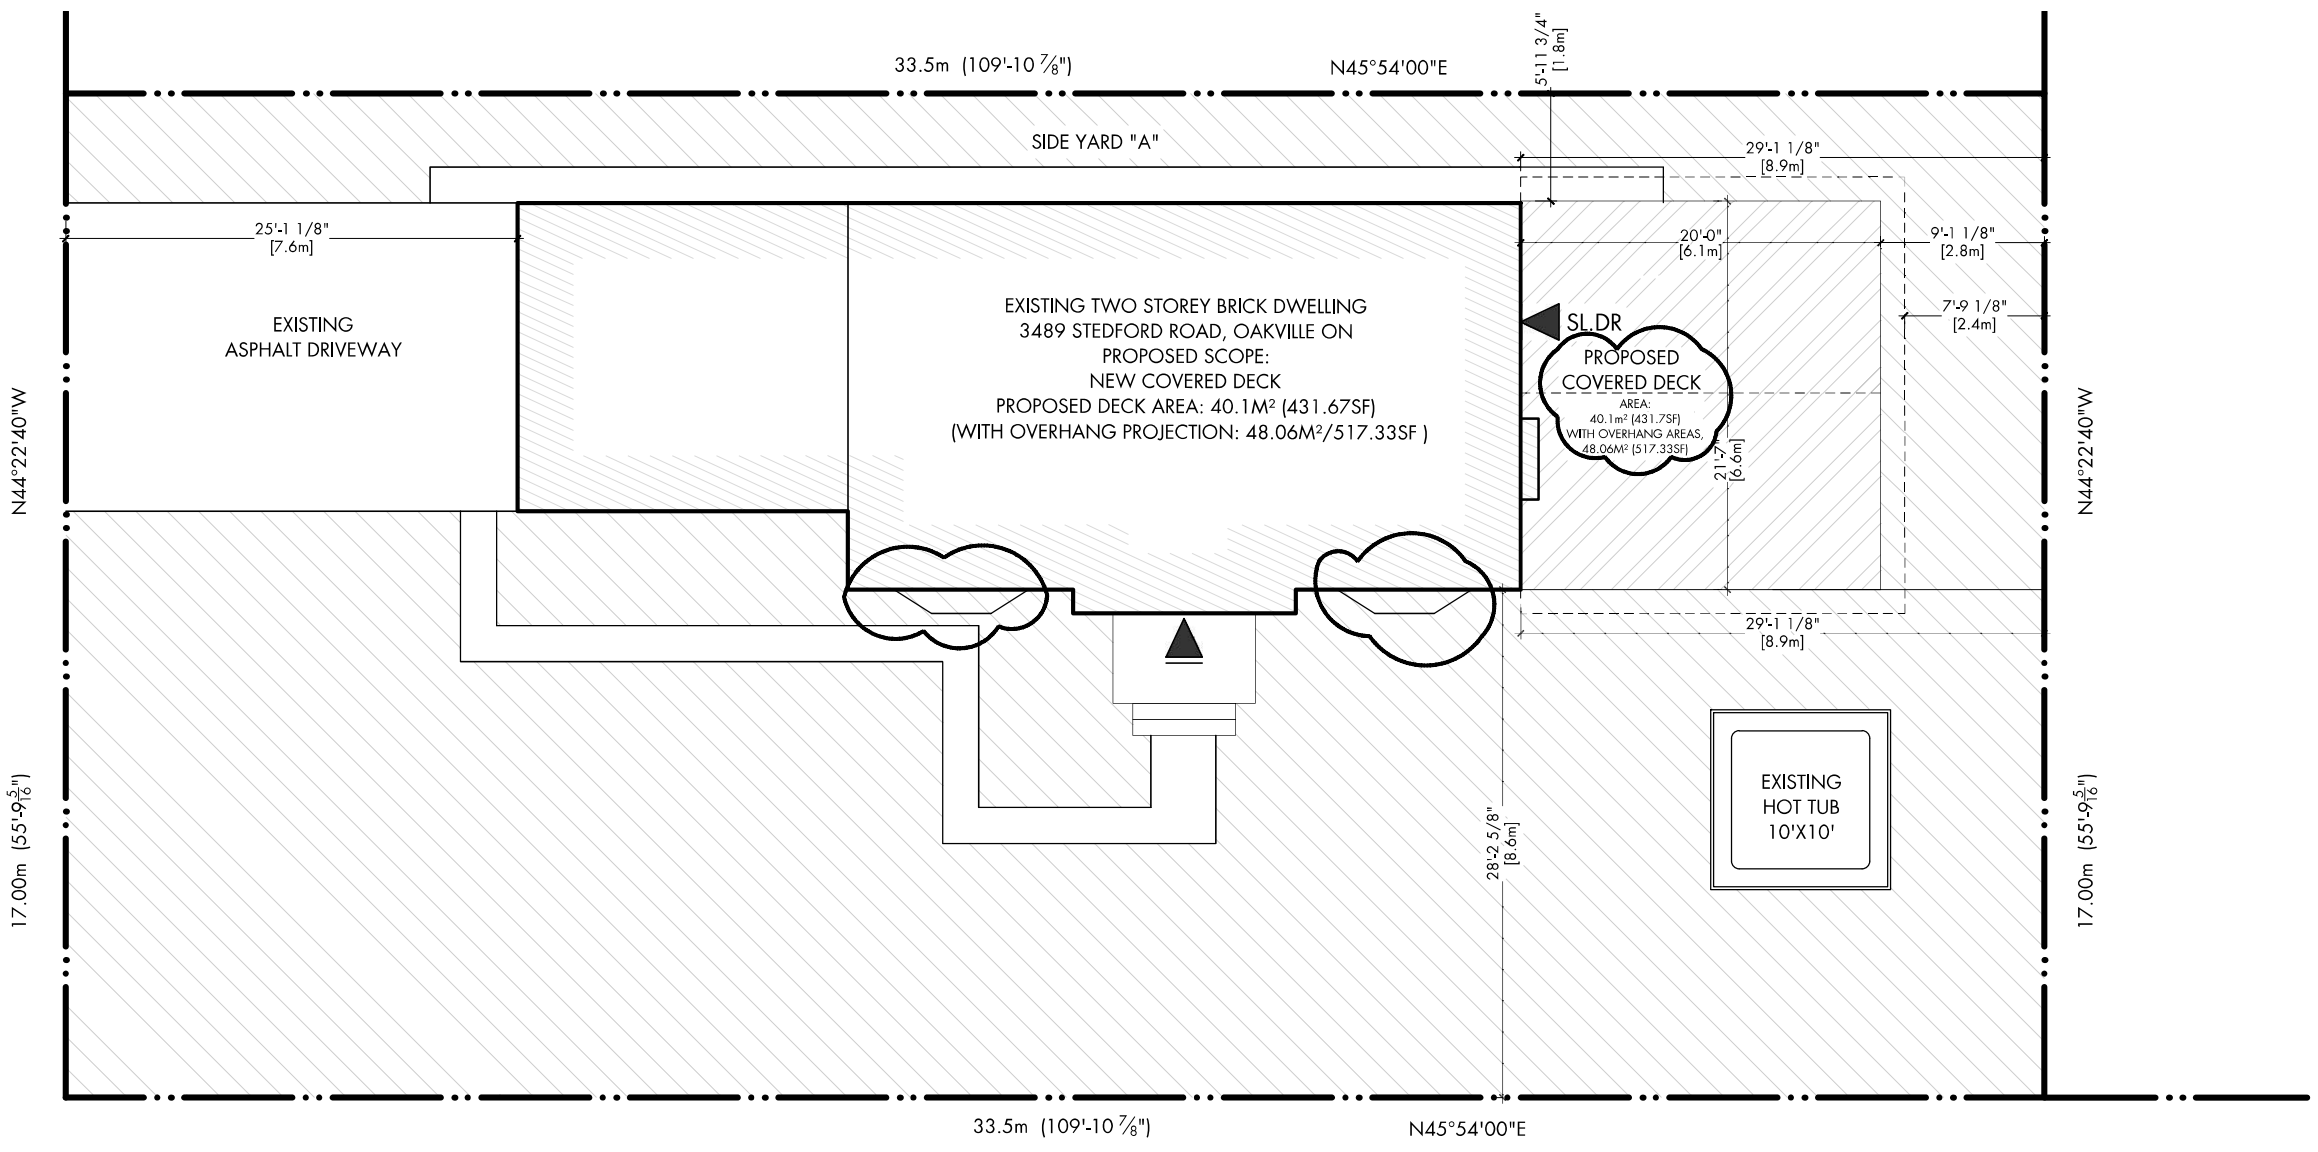 5'-11 3/4"
[1.8m]
33.5m (109'-10 7/8")
N45°54'00"E
SIDE YARD "A"
29'-1 1/8"
[8.9m]
25'-1 1/8"
[7.6m]
20'-0"
[6.1m]
9'-1 1/8"
[2.8m]
7'-9 1/8"
[2.4m]
EXISTING
ASPHALT DRIVEWAY
EXISTING TWO STOREY BRICK DWELLING
3489 STEDFORD ROAD, OAKVILLE ON
PROPOSED SCOPE:
NEW COVERED DECK
PROPOSED DECK AREA: 40.1M² (431.67SF)
(WITH OVERHANG PROJECTION: 48.06M²/517.33SF )
SL.DR
PROPOSED
COVERED DECK
AREA:
40.1m² (431.7SF)
WITH OVERHANG AREAS,
48.06M² (517.33SF)
21'-7"
[6.6m]
N44°22'40"W
N44°22'40"W
29'-1 1/8"
[8.9m]
28'-2 5/8"
[8.6m]
EXISTING
HOT TUB
10'X10'
17.00m (55'-9 5/16")
17.00m (55'-9 5/16")
33.5m (109'-10 7/8")
N45°54'00"E